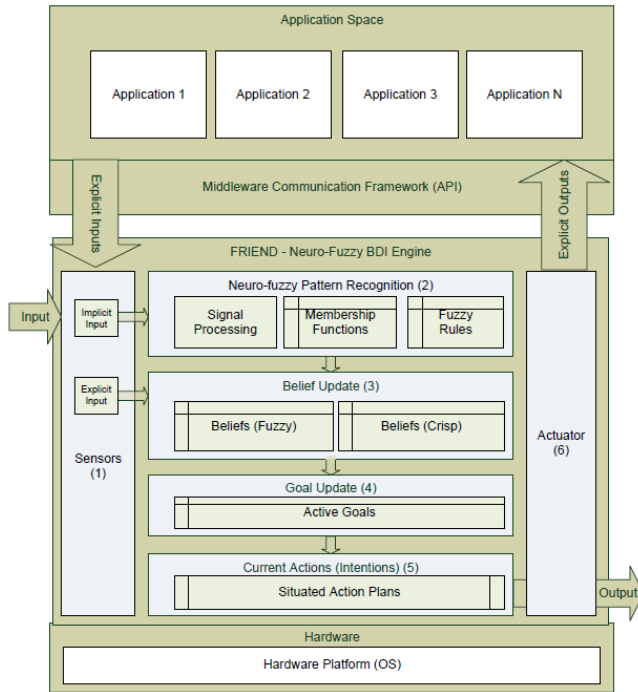 Application Space
Application 1
Application 2
Application 3
Application N
Explicit Inputs
Middleware Communication Framework (API)
Explicit Outputs
FRIEND - Neuro-Fuzzy BDI Engine
Input
Sensors
(1)
Implicit
Input
Explicit
Input
Neuro-fuzzy Pattern Recognition (2)
Signal
Processing
Membership
Functions
Fuzzy
Rules
Belief Update (3)
Beliefs (Fuzzy)
Beliefs (Crisp)
Goal Update (4)
Active Goals
Current Actions (Intentions) (5)
Situated Action Plans
Actuator
(6)
Output
Hardware
Hardware Platform (OS)